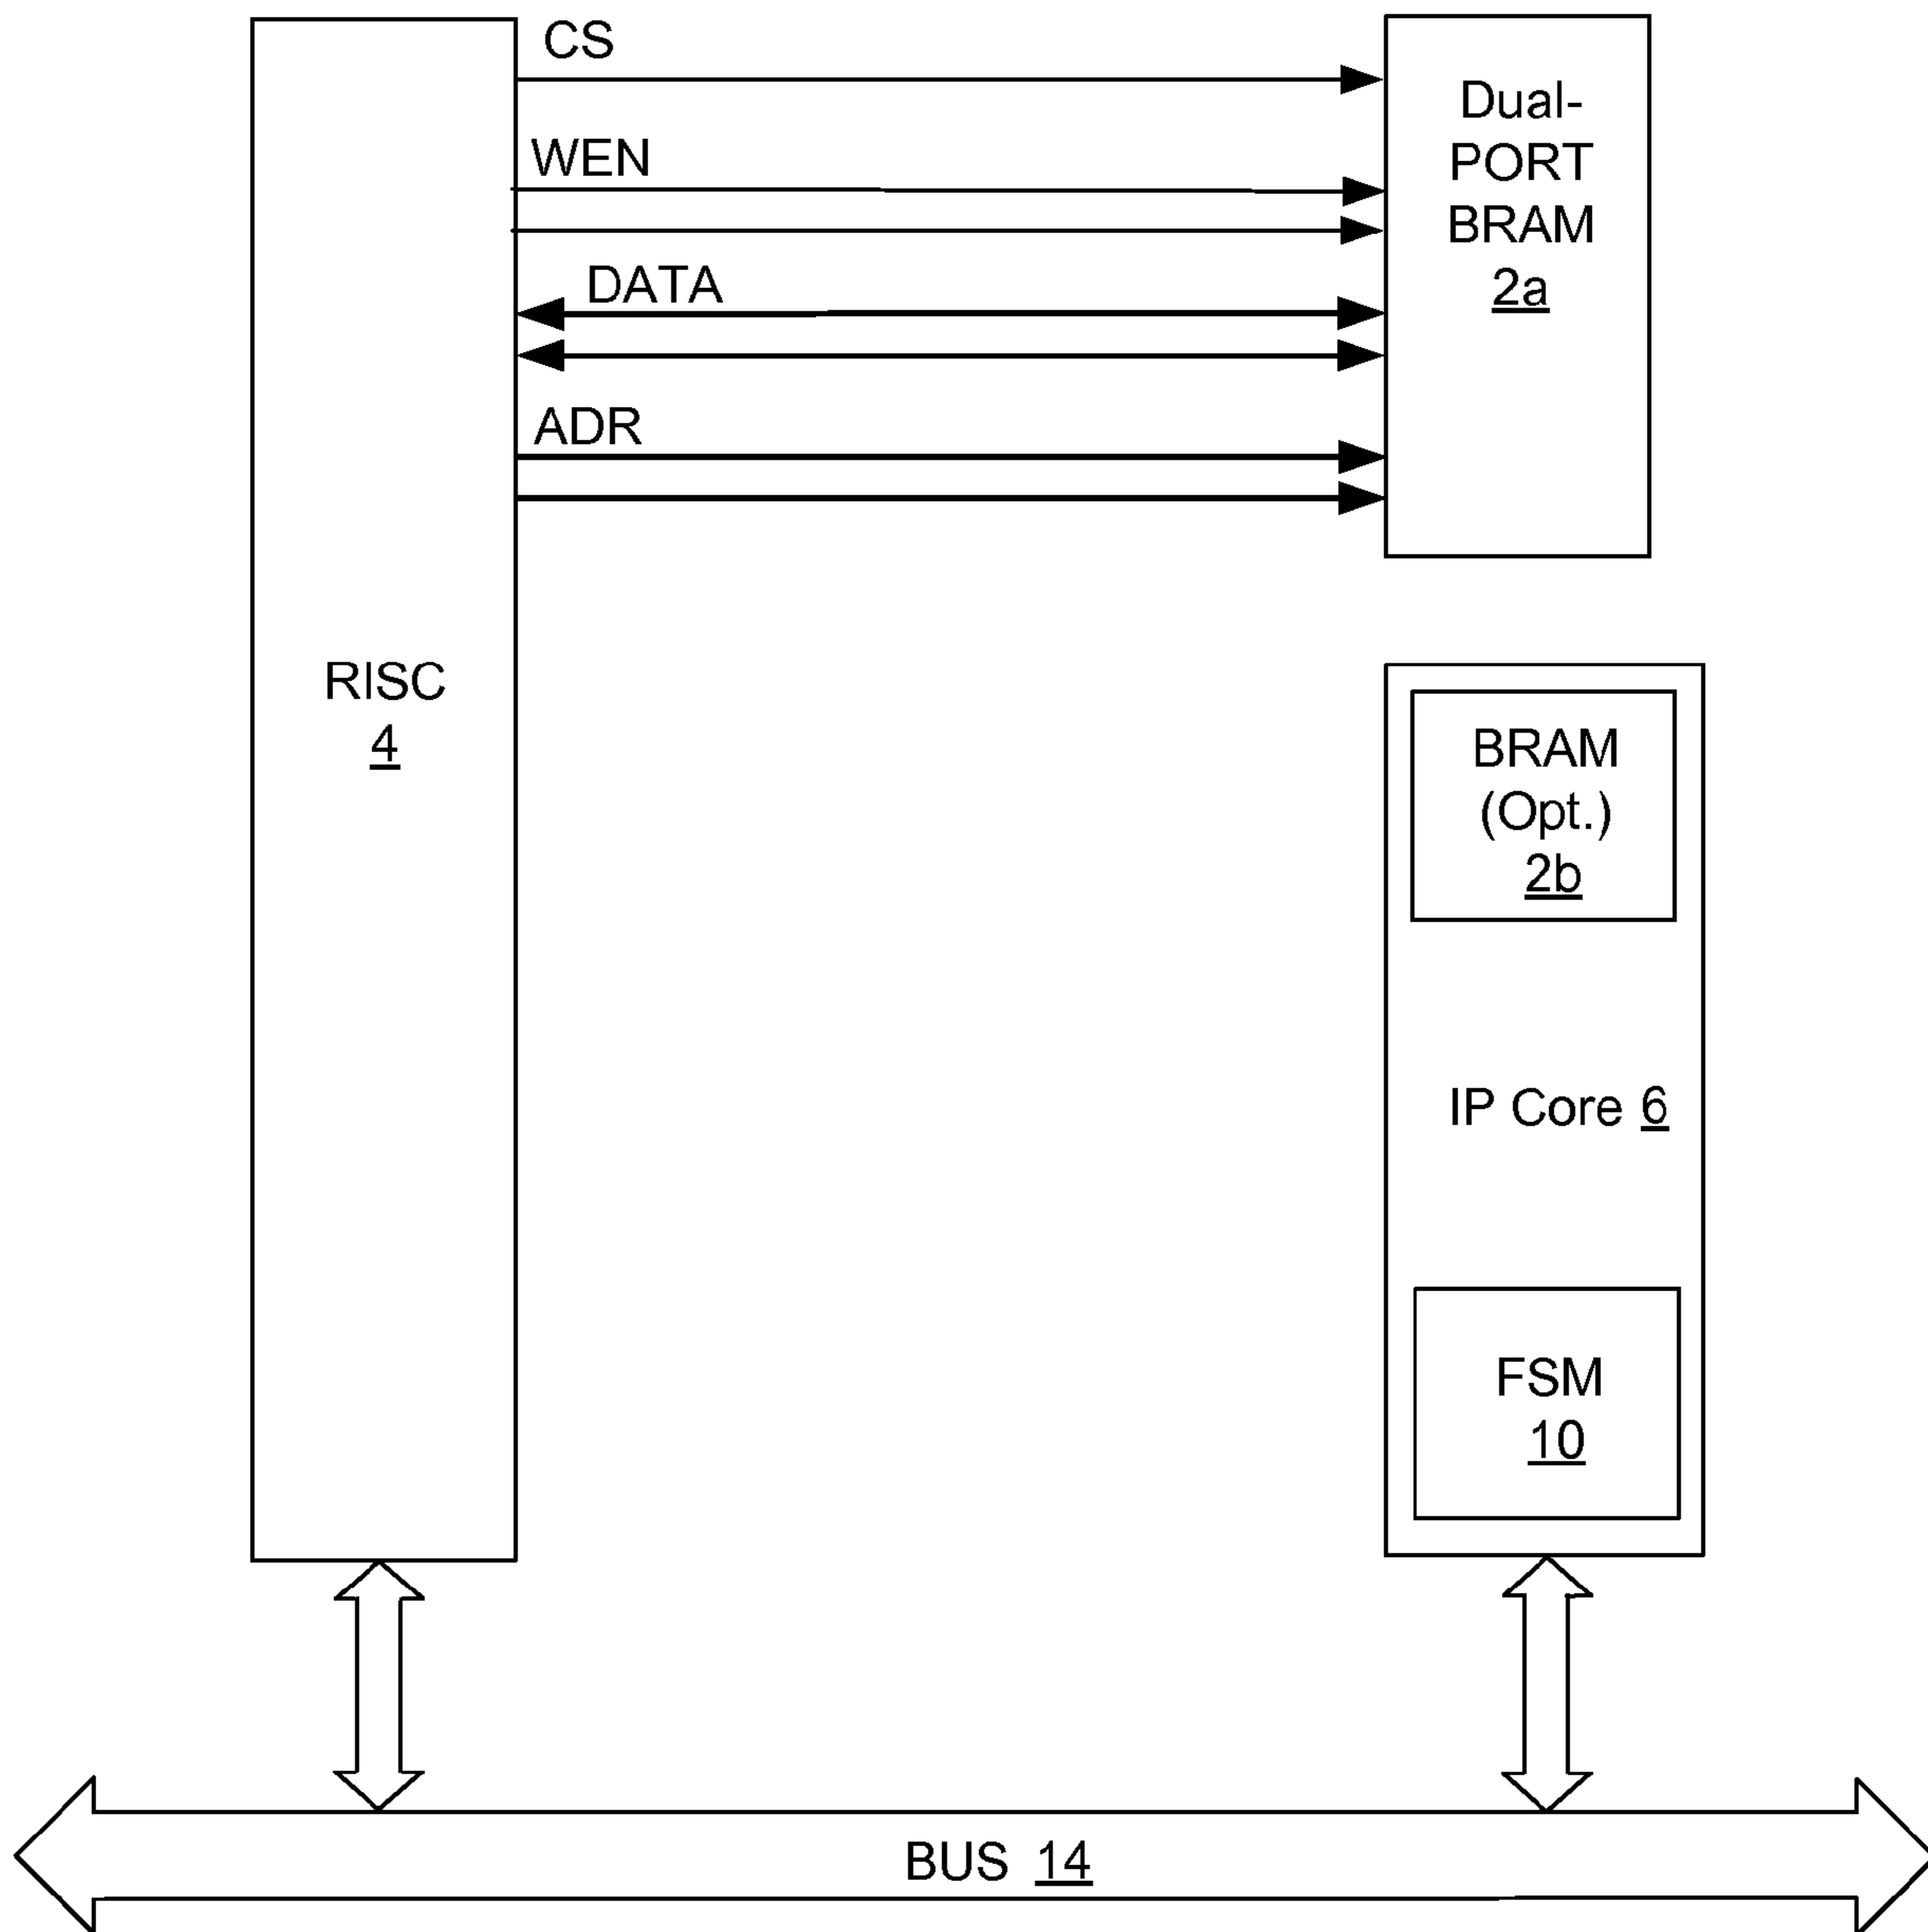 CS
WEN
DATA
ADR
Dual-
PORT
BRAM
2a
RISC
4
BRAM
(Opt.)
2b
IP Core 6
FSM
10
BUS 14